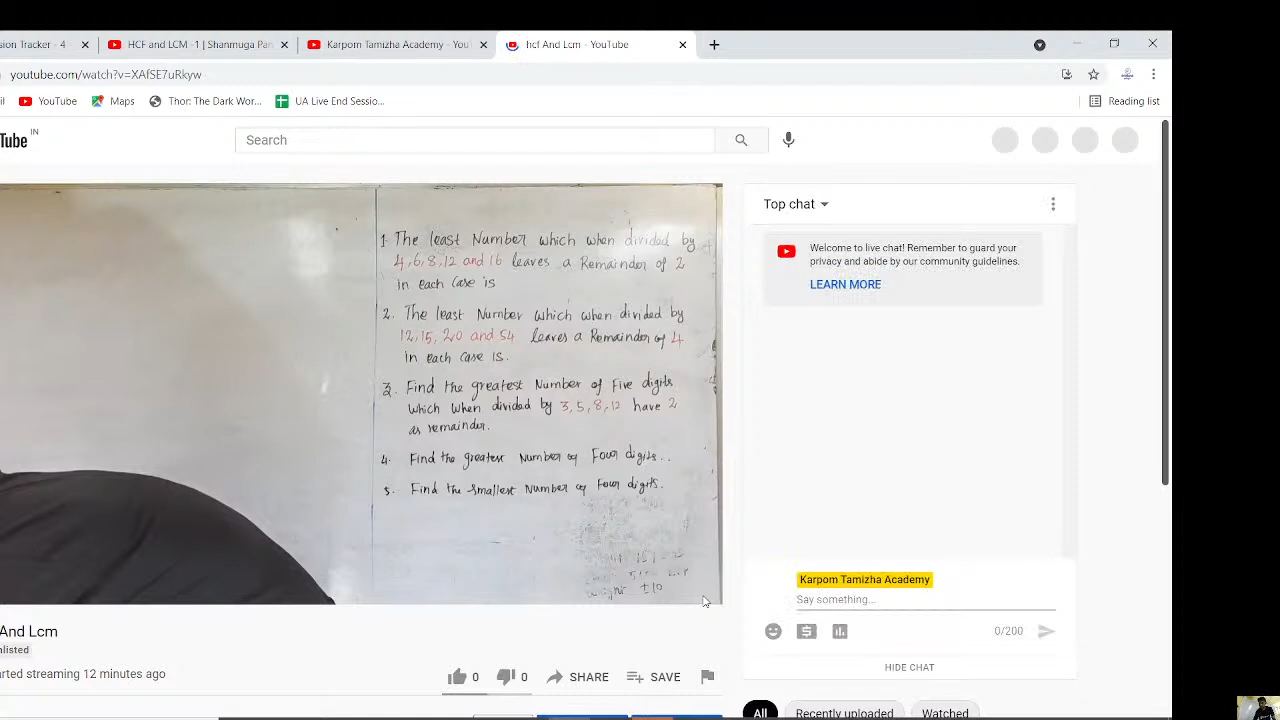 sion Tracker - 4
HCF and LCM -1 | Shanmuga Pan
Karpom Tamizha Academy - You
hcf And Lcm - YouTube
youtube.com/watch?v=XAfSE7uRkyw
YouTube
Maps
Thor: The Dark Wor...
UA Live End Sessio...
Reading list
Tube IN
Search
1. The least Number which when divided by
4,6,8,12 and 16 leaves a Remainder of 2
in each case is
2. The least Number which when divided by
12,15,20 and 54 leaves a Remainder of 4
in each case is.
3. Find the greatest Number of Five digits
which when divided by 3,5,8,12 have 2
as remainder.
4. Find the greatest Number of Four digits..
5. Find the smallest Number of Four digits.
±10
Top chat
Welcome to live chat! Remember to guard your
privacy and abide by our community guidelines.
LEARN MORE
Karpom Tamizha Academy
Say something...
0/200
HIDE CHAT
And Lcm
nlisted
arted streaming 12 minutes ago
0
0
SHARE
SAVE
All
Recently uploaded
Watched